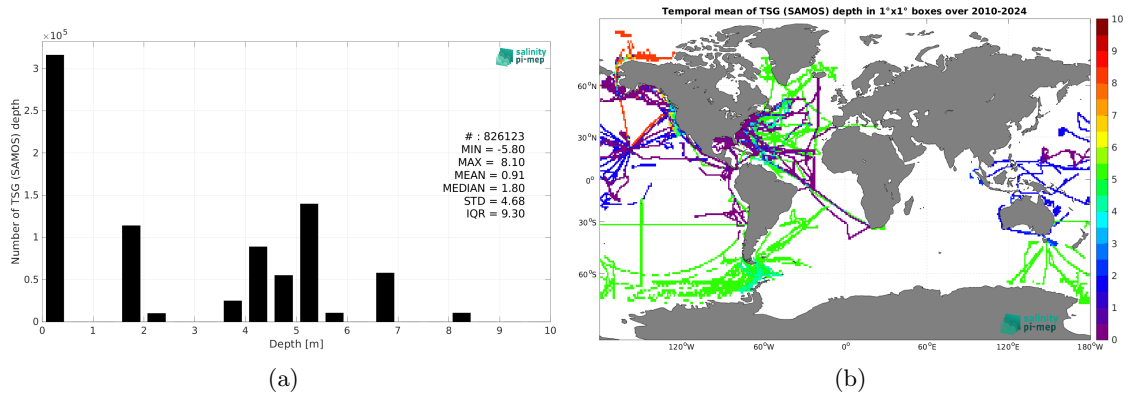 ×10⁵
3
2.5
2
1.5
1
0.5
0
0 1 2 3 4 5 6 7 8 9 10
Number of TSG (SAMOS) depth
Depth [m]
salinity
pi-mep
# : 826123
MIN = -5.80
MAX = 8.10
MEAN = 0.91
MEDIAN = 1.80
STD = 4.68
IQR = 9.30
(a)
Temporal mean of TSG (SAMOS) depth in 1°x1° boxes over 2010-2024
60°N
30°N
0°
30°S
60°S
120°W 60°W 0° 60°E 120°E 180°W
salinity
pi-mep
10
9
8
7
6
5
4
3
2
1
0
(b)